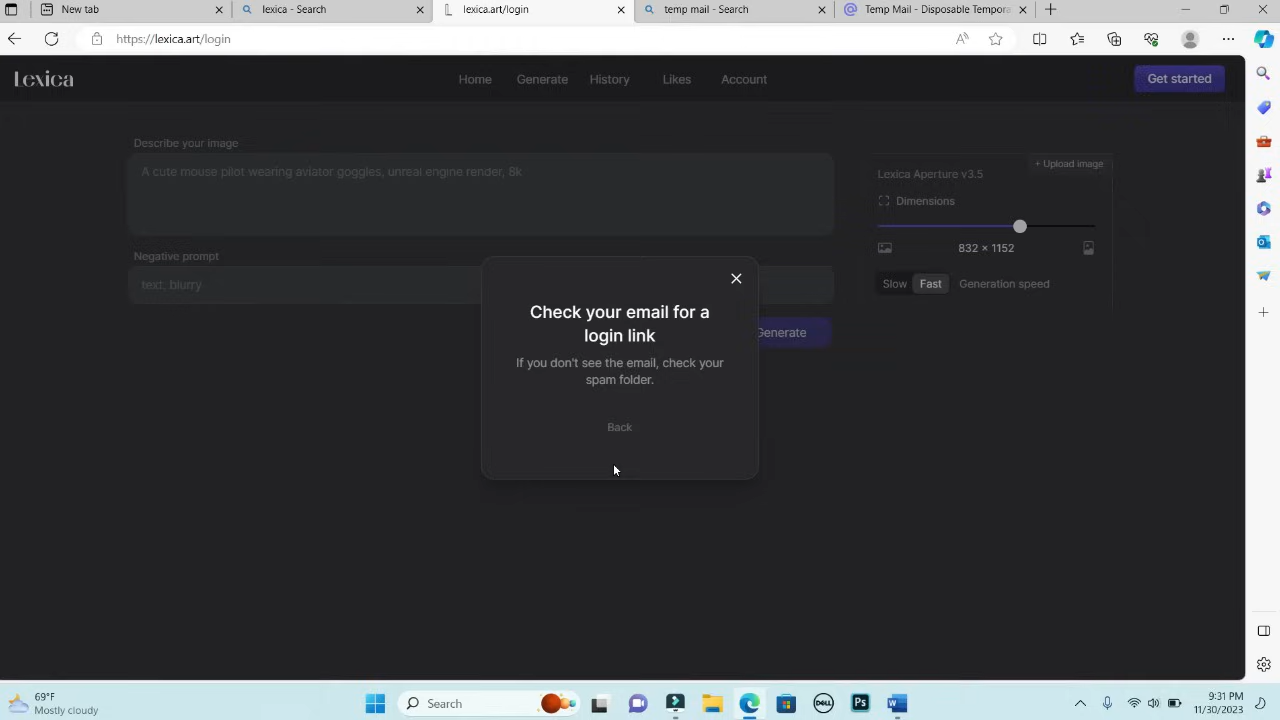 New tab
lexica - Search
lexica.art/login
temp mail - Search
Temp Mail - Disposable Tempora
https://lexica.art/login
Lexica
Home
Generate
History
Likes
Account
Get started
Describe your image
A cute mouse pilot wearing aviator goggles, unreal engine render, 8k
+ Upload image
Lexica Aperture v3.5
Dimensions
832 × 1152
Negative prompt
text, blurry
Slow
Fast
Generation speed
Generate
Check your email for a
login link
If you don't see the email, check your
spam folder.
Back
69°F
Mostly cloudy
Search
DELL
Ps
W
9:31 PM
11/30/2023